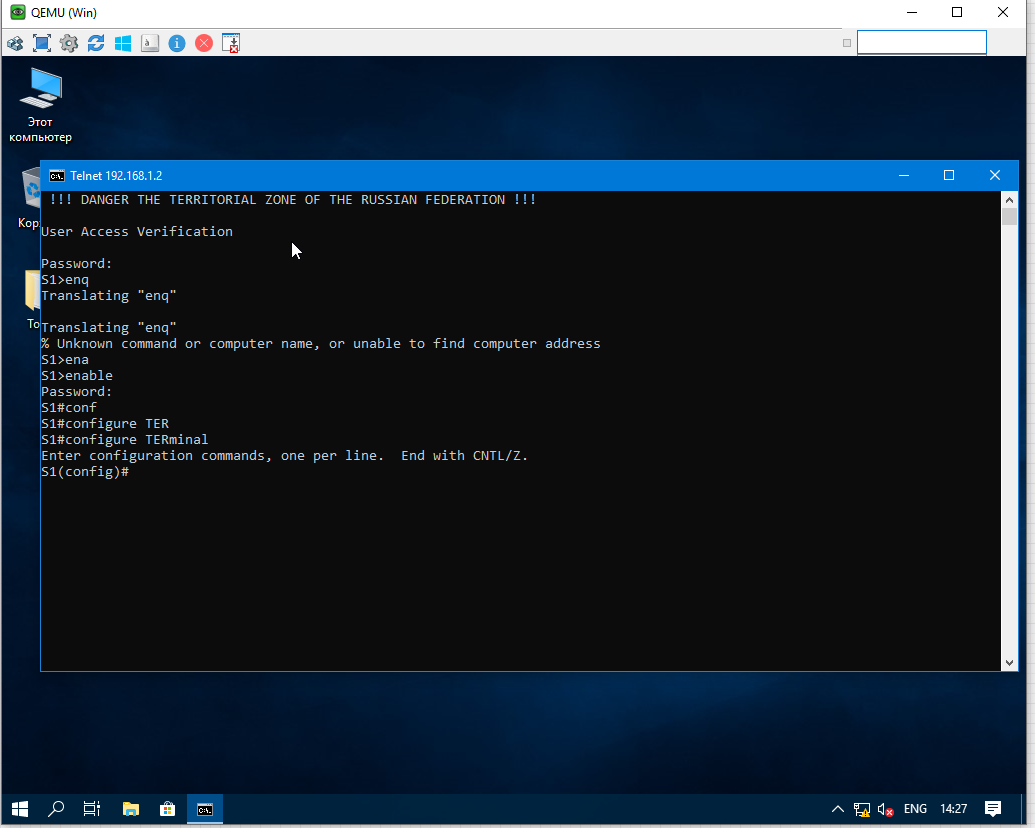 QEMU (Win)
Этот
компьютер
Кор
То
Telnet 192.168.1.2
!!! DANGER THE TERRITORIAL ZONE OF THE RUSSIAN FEDERATION !!!
User Access Verification
Password:
S1>enq
Translating "enq"
Translating "enq"
% Unknown command or computer name, or unable to find computer address
S1>ena
S1>enable
Password:
S1#conf
S1#configure TER
S1#configure TERminal
Enter configuration commands, one per line.  End with CNTL/Z.
S1(config)#
ENG
14:27